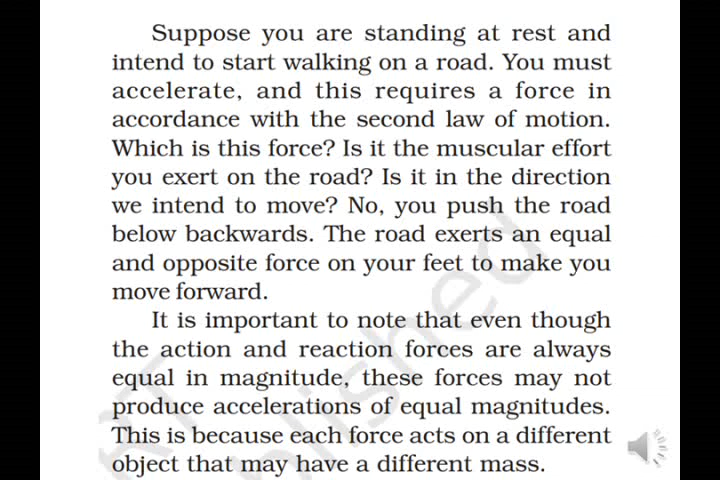 Suppose you are standing at rest and
intend to start walking on a road. You must
accelerate, and this requires a force in
accordance with the second law of motion.
Which is this force? Is it the muscular effort
you exert on the road? Is it in the direction
we intend to move? No, you push the road
below backwards. The road exerts an equal
and opposite force on your feet to make you
move forward.
It is important to note that even though
the action and reaction forces are always
equal in magnitude, these forces may not
produce accelerations of equal magnitudes.
This is because each force acts on a different
object that may have a different mass.